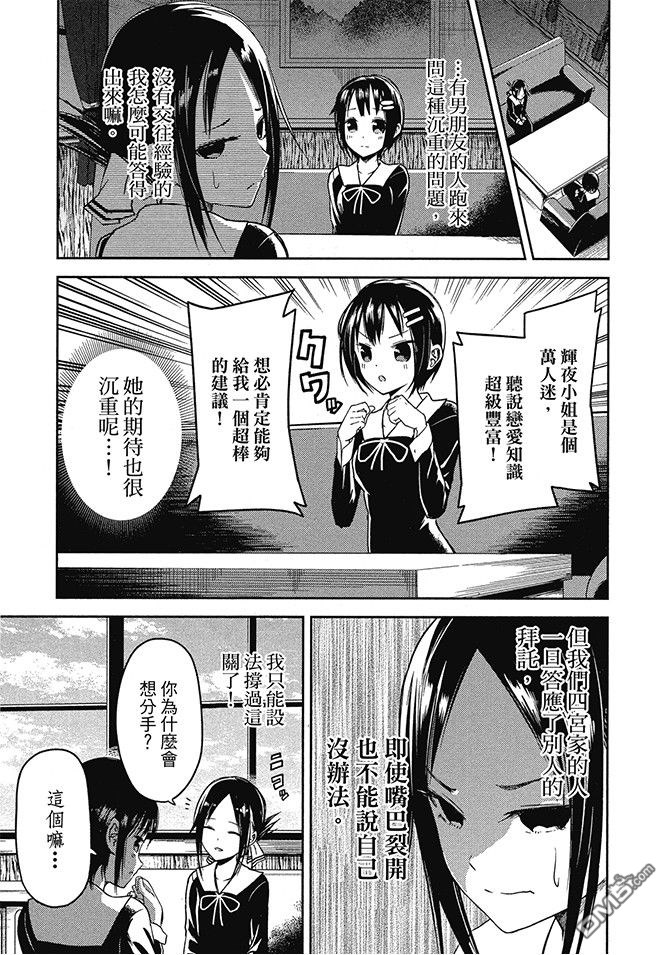 …有男朋友的人跑來
問這種沉重的問題，
沒有交往經驗的
我怎麼可能答得
出來嘛。
輝夜小姐是個
萬人迷，
聽說戀愛知識
超級豐富！
クワッ
想必肯定能夠
給我一個超棒
的建議！
她的期待也很
沉重呢…！
但我們四宮家的人
一旦答應了別人的
拜託，
即使嘴巴裂開
也不能說自己
沒辦法。
我只能設
法撐過這
關了！
ニコニコ
你為什麼會
想分手？
這個嘛…